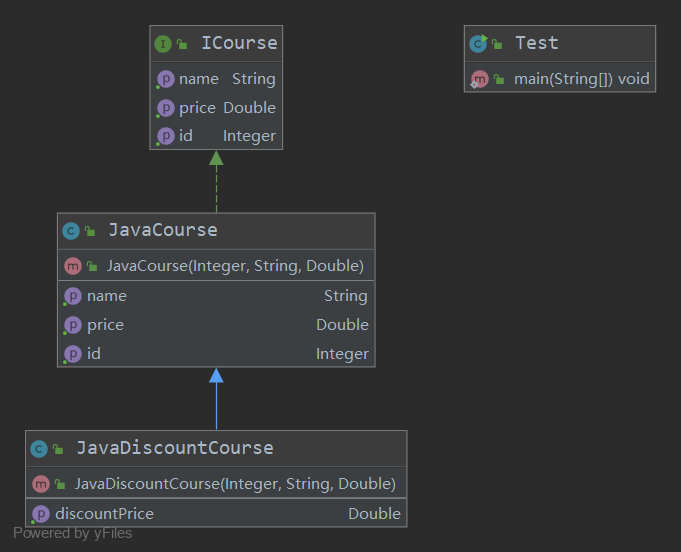 ICourse
name String
price Double
id Integer
Test
main(String[]) void
JavaCourse
JavaCourse(Integer, String, Double)
name String
price Double
id Integer
JavaDiscountCourse
JavaDiscountCourse(Integer, String, Double)
discountPrice Double
Powered by yFiles